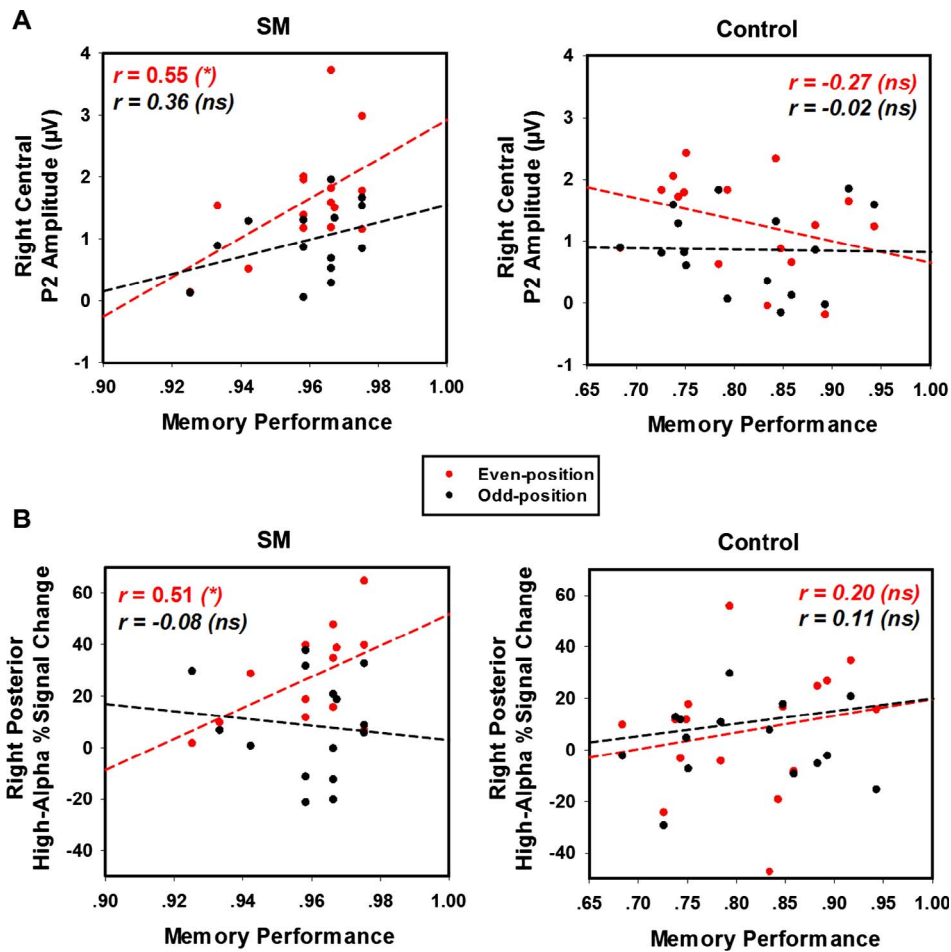 A
SM
Control
r = 0.55 (*)
r = 0.36 (ns)
r = -0.27 (ns)
r = -0.02 (ns)
Right Central
P2 Amplitude (µV)
4
3
2
1
0
-1
.90 .92 .94 .96 .98 1.00
Memory Performance
Right Central
P2 Amplitude (µV)
4
3
2
1
0
-1
.65 .70 .75 .80 .85 .90 .95 1.00
Memory Performance
Even-position
Odd-position
B
SM
Control
r = 0.51 (*)
r = -0.08 (ns)
r = 0.20 (ns)
r = 0.11 (ns)
Right Posterior
High-Alpha % Signal Change
60
40
20
0
-20
-40
.90 .92 .94 .96 .98 1.00
Memory Performance
Right Posterior
High-Alpha % Signal Change
60
40
20
0
-20
-40
.65 .70 .75 .80 .85 .90 .95 1.00
Memory Performance